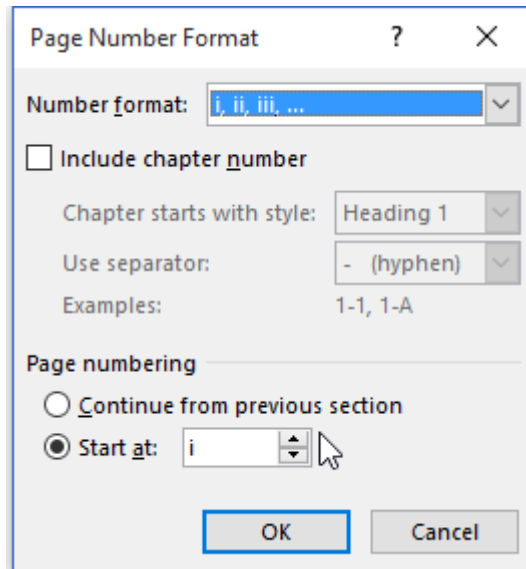 Page Number Format ? X
Number format: i, ii, iii, ...
Include chapter number
Chapter starts with style: Heading 1
Use separator: - (hyphen)
Examples: 1-1, 1-A
Page numbering
Continue from previous section
Start at: i
OK Cancel